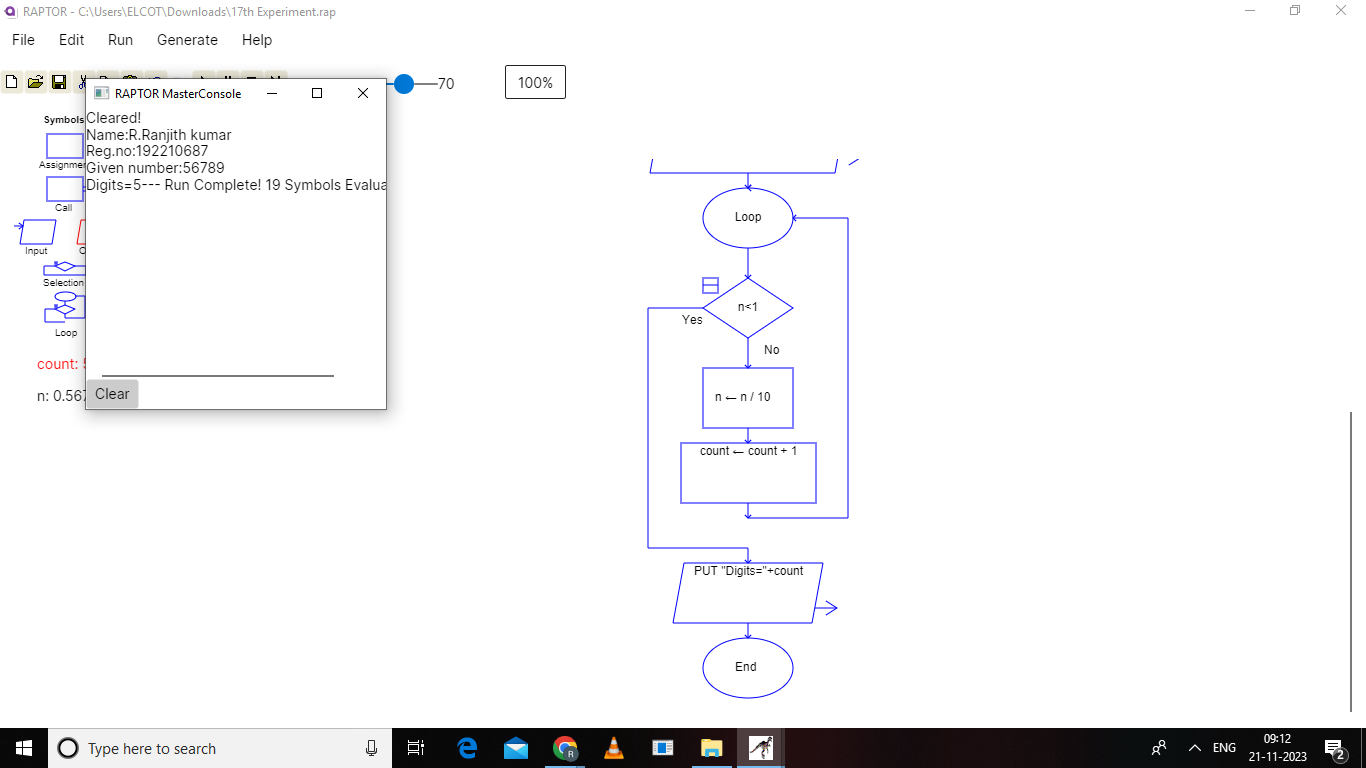 RAPTOR - C:\Users\ELCOT\Downloads\17th Experiment.rap
File Edit Run Generate Help
70
100%
RAPTOR MasterConsole
Cleared!
Name:R.Ranjith kumar
Reg.no:192210687
Given number:56789
Digits=5--- Run Complete! 19 Symbols Evalua
Clear
Symbols
Assignme
Call
Input
Selection
Loop
count:
n: 0.567
Loop
n<1
Yes
No
n ← n / 10
count ← count + 1
PUT "Digits="+count
End
Type here to search
R
ENG
09:12
21-11-2023
2